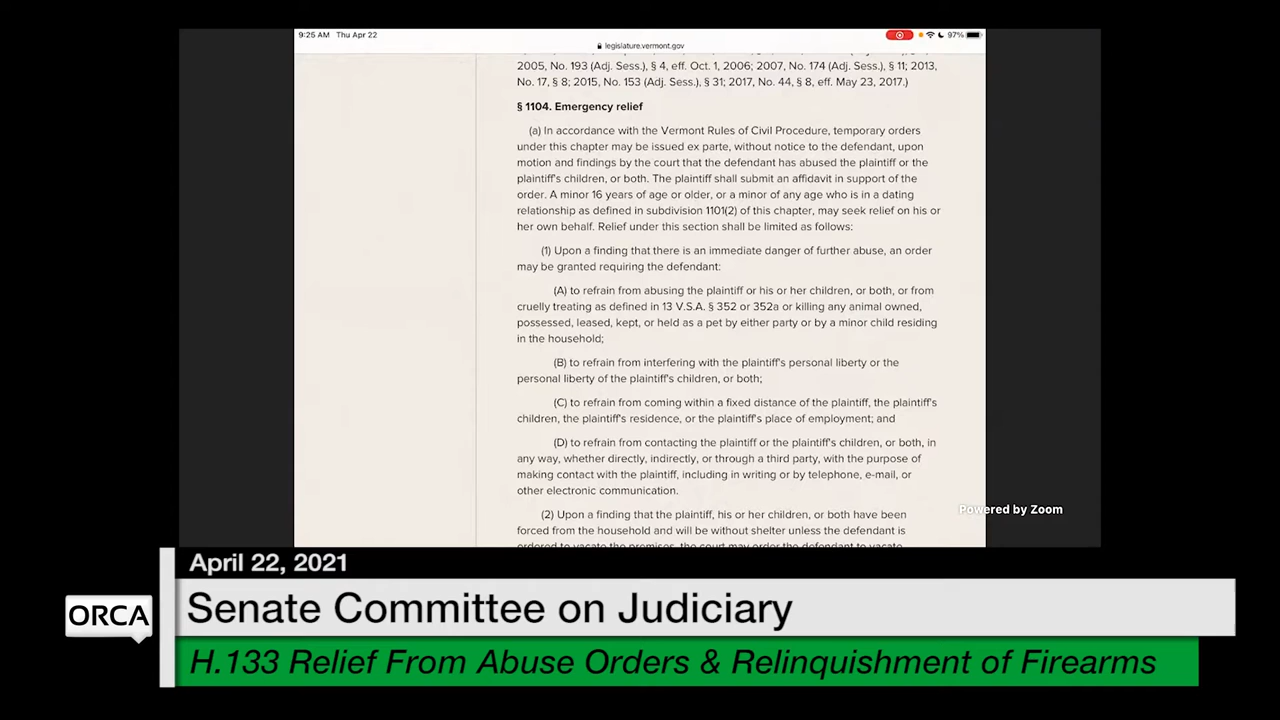 9:25 AM Thu Apr 22
97%
legislature.vermont.gov
2005, No. 193 (Adj. Sess.), § 4, eff. Oct. 1, 2006; 2007, No. 174 (Adj. Sess.), § 11; 2013,
No. 17, § 8; 2015, No. 153 (Adj. Sess.), § 31; 2017, No. 44, § 8, eff. May 23, 2017.)
§ 1104. Emergency relief
(a) In accordance with the Vermont Rules of Civil Procedure, temporary orders
under this chapter may be issued ex parte, without notice to the defendant, upon
motion and findings by the court that the defendant has abused the plaintiff or the
plaintiff's children, or both. The plaintiff shall submit an affidavit in support of the
order. A minor 16 years of age or older, or a minor of any age who is in a dating
relationship as defined in subdivision 1101(2) of this chapter, may seek relief on his or
her own behalf. Relief under this section shall be limited as follows:
(1) Upon a finding that there is an immediate danger of further abuse, an order
may be granted requiring the defendant:
(A) to refrain from abusing the plaintiff or his or her children, or both, or from
cruelly treating as defined in 13 V.S.A. § 352 or 352a or killing any animal owned,
possessed, leased, kept, or held as a pet by either party or by a minor child residing
in the household;
(B) to refrain from interfering with the plaintiff's personal liberty or the
personal liberty of the plaintiff's children, or both;
(C) to refrain from coming within a fixed distance of the plaintiff, the plaintiff's
children, the plaintiff's residence, or the plaintiff's place of employment; and
(D) to refrain from contacting the plaintiff or the plaintiff's children, or both, in
any way, whether directly, indirectly, or through a third party, with the purpose of
making contact with the plaintiff, including in writing or by telephone, e-mail, or
other electronic communication.
(2) Upon a finding that the plaintiff, his or her children, or both have been
forced from the household and will be without shelter unless the defendant is
ordered to vacate the premises, the court may order the defendant to vacate
Powered by Zoom
April 22, 2021
ORCA
Senate Committee on Judiciary
H.133 Relief From Abuse Orders & Relinquishment of Firearms